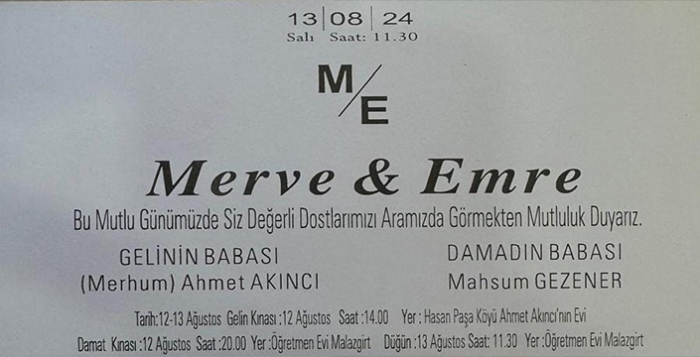 13|08|24
Salı Saat: 11.30
M/E
Merve & Emre
Bu Mutlu Günümüzde Siz Değerli Dostlarımızı Aramızda Görmekten Mutluluk Duyarız.
GELİNİN BABASI DAMADIN BABASI
(Merhum) Ahmet AKINCI Mahsum GEZENER
Tarih:12-13 Ağustos Gelin Kınası :12 Ağustos Saat :14.00 Yer : Hasan Paşa Köyü Ahmet Akıncı'nın Evi
Damat Kınası :12 Ağustos Saat :20.00 Yer :Öğretmen Evi Malazgirt Düğün :13 Ağustos Saat: 11.30 Yer :Öğretmen Evi Malazgirt